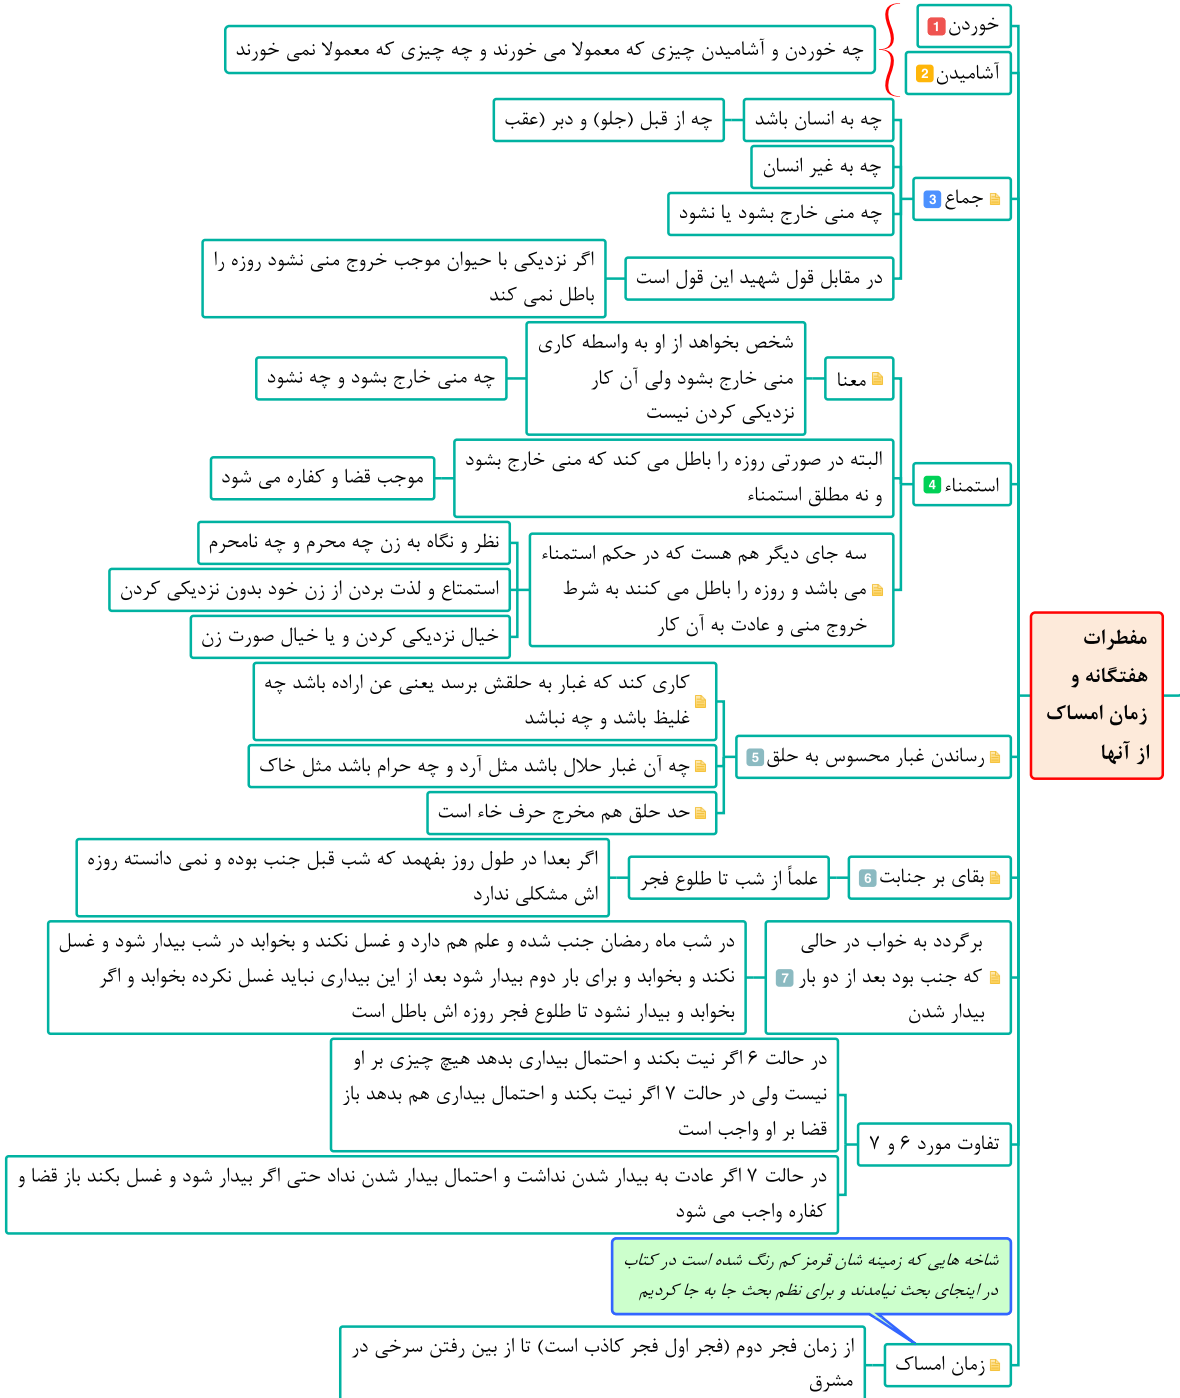 مفطرات
هفتگانه و
زمان امساک
از آنها
خوردن 1
آشامیدن 2
چه خوردن و آشامیدن چیزی که معمولا می خورند و چه چیزی که معمولا نمی خورند
جماع 3
چه به انسان باشد
چه از قبل (جلو) و دبر (عقب
چه به غیر انسان
چه منی خارج بشود یا نشود
در مقابل قول شهید این قول است
اگر نزدیکی با حیوان موجب خروج منی نشود روزه را
باطل نمی کند
استمناء 4
معنا
شخص بخواهد از او به واسطه کاری
منی خارج بشود ولی آن کار
نزدیکی کردن نیست
چه منی خارج بشود و چه نشود
البته در صورتی روزه را باطل می کند که منی خارج بشود
و نه مطلق استمناء
موجب قضا و کفاره می شود
سه جای دیگر هم هست که در حکم استمناء
می باشد و روزه را باطل می کنند به شرط
خروج منی و عادت به آن کار
نظر و نگاه به زن چه محرم و چه نامحرم
استمتاع و لذت بردن از زن خود بدون نزدیکی کردن
خیال نزدیکی کردن و یا خیال صورت زن
رساندن غبار محسوس به حلق 5
کاری کند که غبار به حلقش برسد یعنی عن اراده باشد چه
غلیظ باشد و چه نباشد
چه آن غبار حلال باشد مثل آرد و چه حرام باشد مثل خاک
حد حلق هم مخرج حرف خاء است
بقای بر جنابت 6
علماً از شب تا طلوع فجر
اگر بعدا در طول روز بفهمد که شب قبل جنب بوده و نمی دانسته روزه
اش مشکلی ندارد
برگردد به خواب در حالی
که جنب بود بعد از دو بار 7
بیدار شدن
در شب ماه رمضان جنب شده و علم هم دارد و غسل نکند و بخوابد در شب بیدار شود و غسل
نکند و بخوابد و برای بار دوم بیدار شود بعد از این بیداری نباید غسل نکرده بخوابد و اگر
بخوابد و بیدار نشود تا طلوع فجر روزه اش باطل است
تفاوت مورد ۶ و ۷
در حالت ۶ اگر نیت بکند و احتمال بیداری بدهد هیچ چیزی بر او
نیست ولی در حالت ۷ اگر نیت بکند و احتمال بیداری هم بدهد باز
قضا بر او واجب است
در حالت ۷ اگر عادت به بیدار شدن نداشت و احتمال بیدار شدن نداد حتی اگر بیدار شود و غسل بکند باز قضا و
کفاره واجب می شود
شاخه هایی که زمینه شان قرمز کم رنگ شده است در کتاب
در اینجای بحث نیامدند و برای نظم بحث جا به جا کردیم
زمان امساک
از زمان فجر دوم (فجر اول فجر کاذب است) تا از بین رفتن سرخی در
مشرق